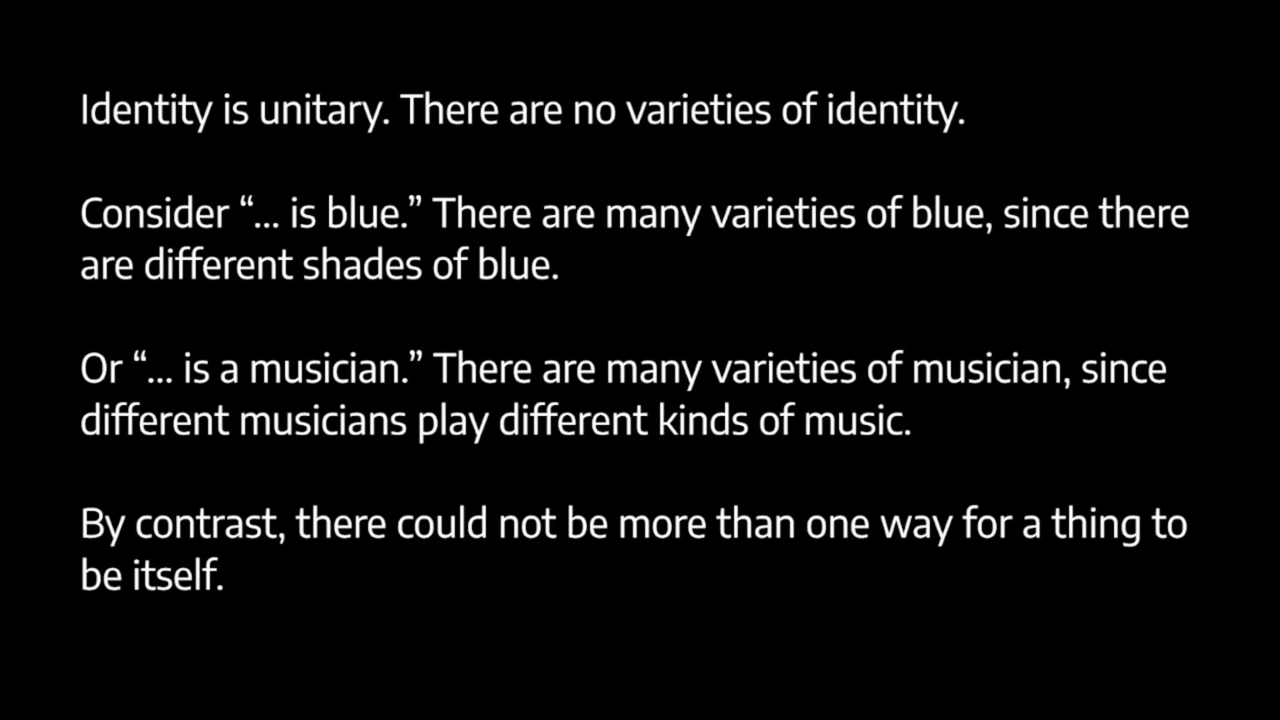 Identity is unitary. There are no varieties of identity.
Consider “... is blue.” There are many varieties of blue, since there
are different shades of blue.
Or “... is a musician.” There are many varieties of musician, since
different musicians play different kinds of music.
By contrast, there could not be more than one way for a thing to
be itself.